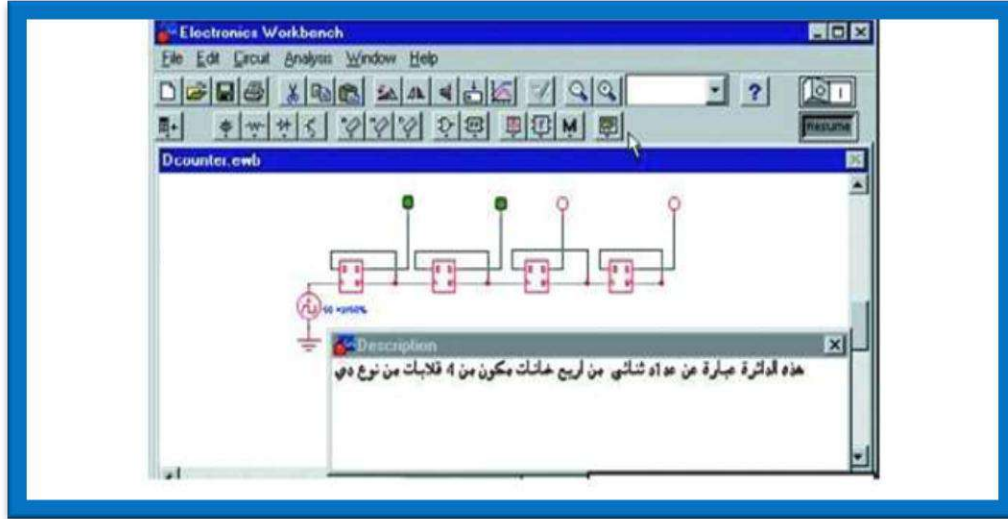 Electronics Workbench
File Edit Circuit Analysis Window Help
Resume
Dcounter.ewb
Description
هذه الدائرة عبارة عن عداد ثنائي من اربع خانات مكون من 4 قلابات من نوع دي